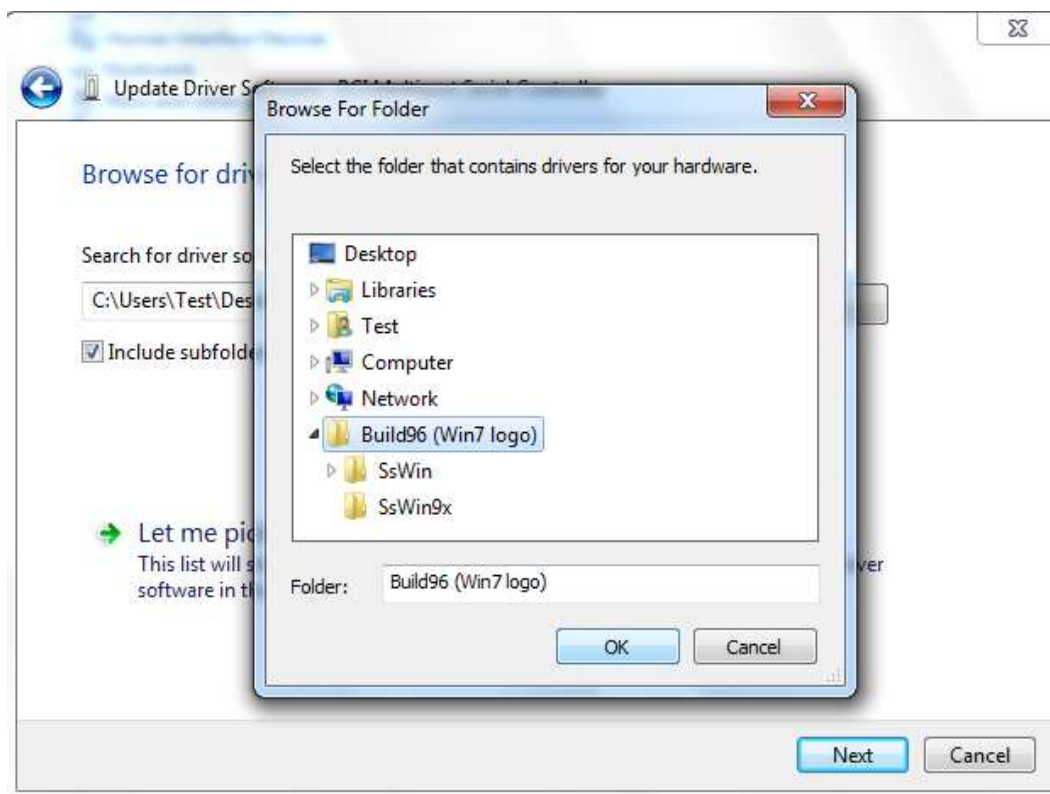 Update Driver S
Browse For Folder
Browse for driv
Select the folder that contains drivers for your hardware.
Search for driver so
C:\Users\Test\Des
Include subfolde
Desktop
Libraries
Test
Computer
Network
Build96 (Win7 logo)
SsWin
SsWin9x
Let me pic
This list will s
ver
software in th
Folder:
Build96 (Win7 logo)
OK
Cancel
Next
Cancel